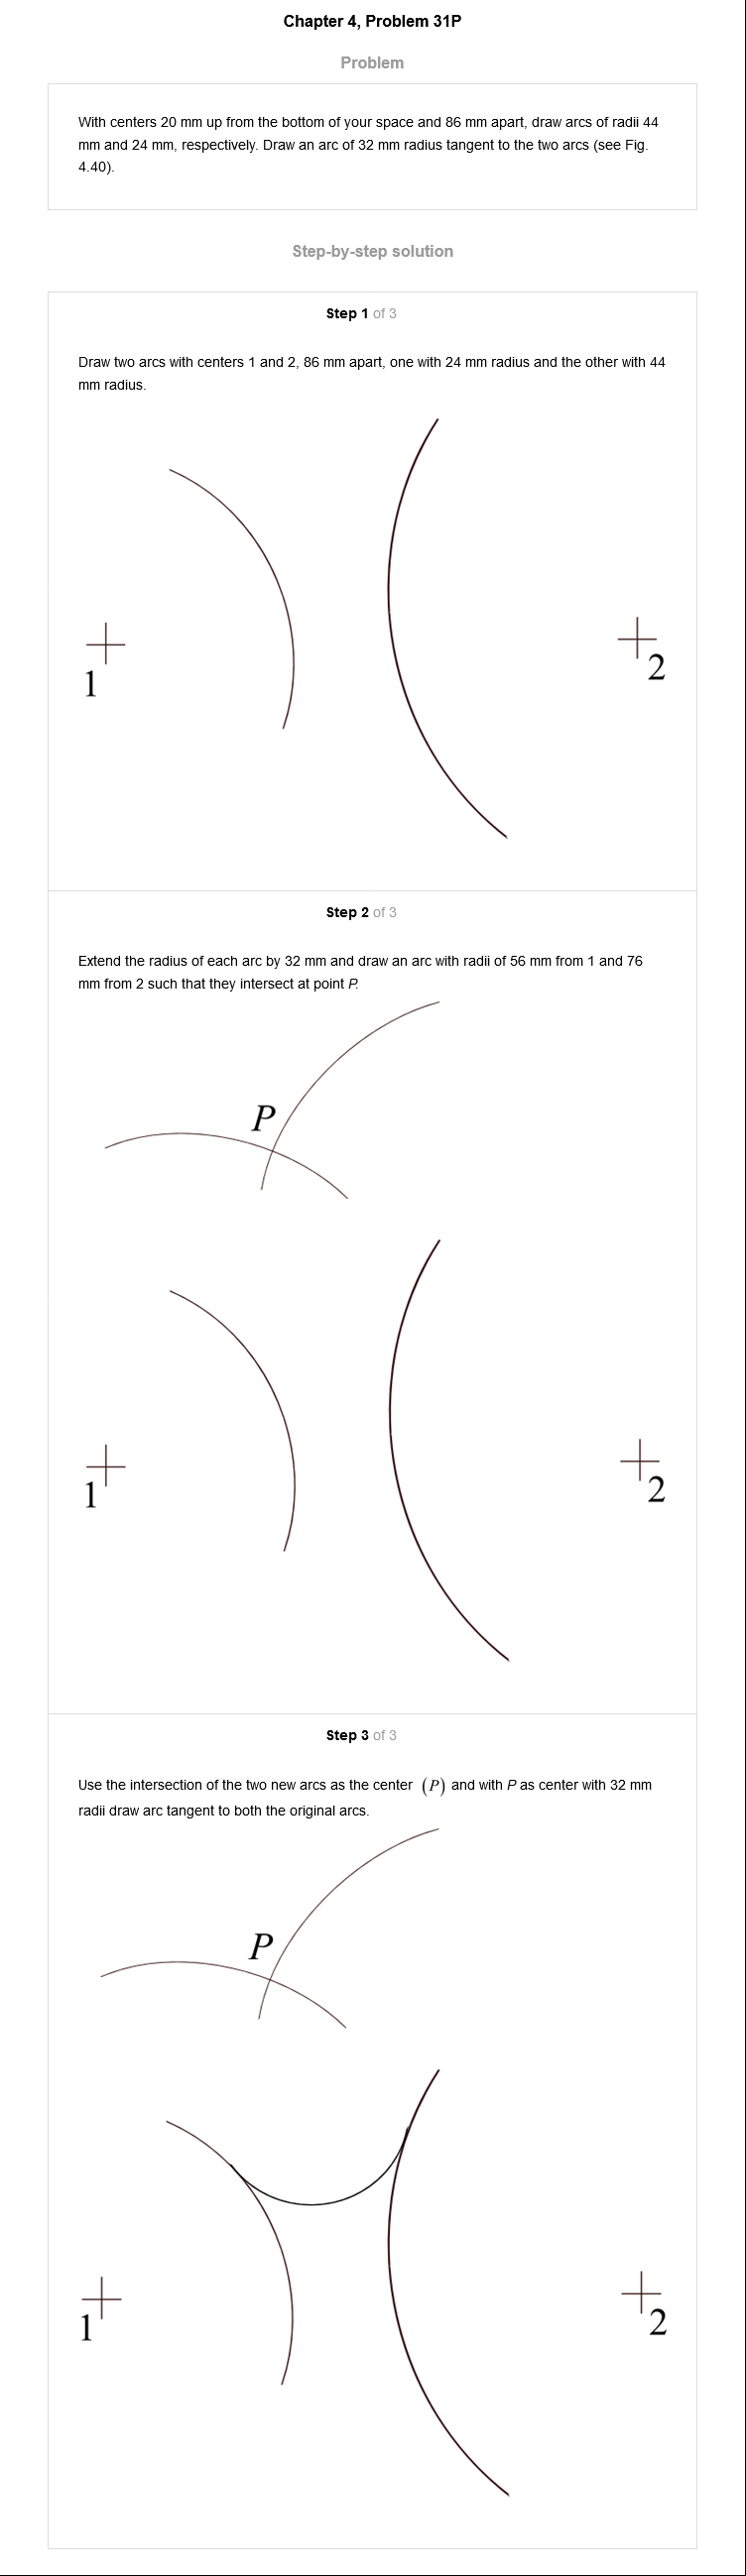 Chapter 4, Problem 31P
Problem
With centers 20 mm up from the bottom of your space and 86 mm apart, draw arcs of radii 44
mm and 24 mm, respectively. Draw an arc of 32 mm radius tangent to the two arcs (see Fig.
4.40).
Step-by-step solution
Step 1 of 3
Draw two arcs with centers 1 and 2, 86 mm apart, one with 24 mm radius and the other with 44
mm radius.
1
2
Step 2 of 3
Extend the radius of each arc by 32 mm and draw an arc with radii of 56 mm from 1 and 76
mm from 2 such that they intersect at point P.
P
1
2
Step 3 of 3
Use the intersection of the two new arcs as the center (P) and with P as center with 32 mm
radii draw arc tangent to both the original arcs.
P
1
2